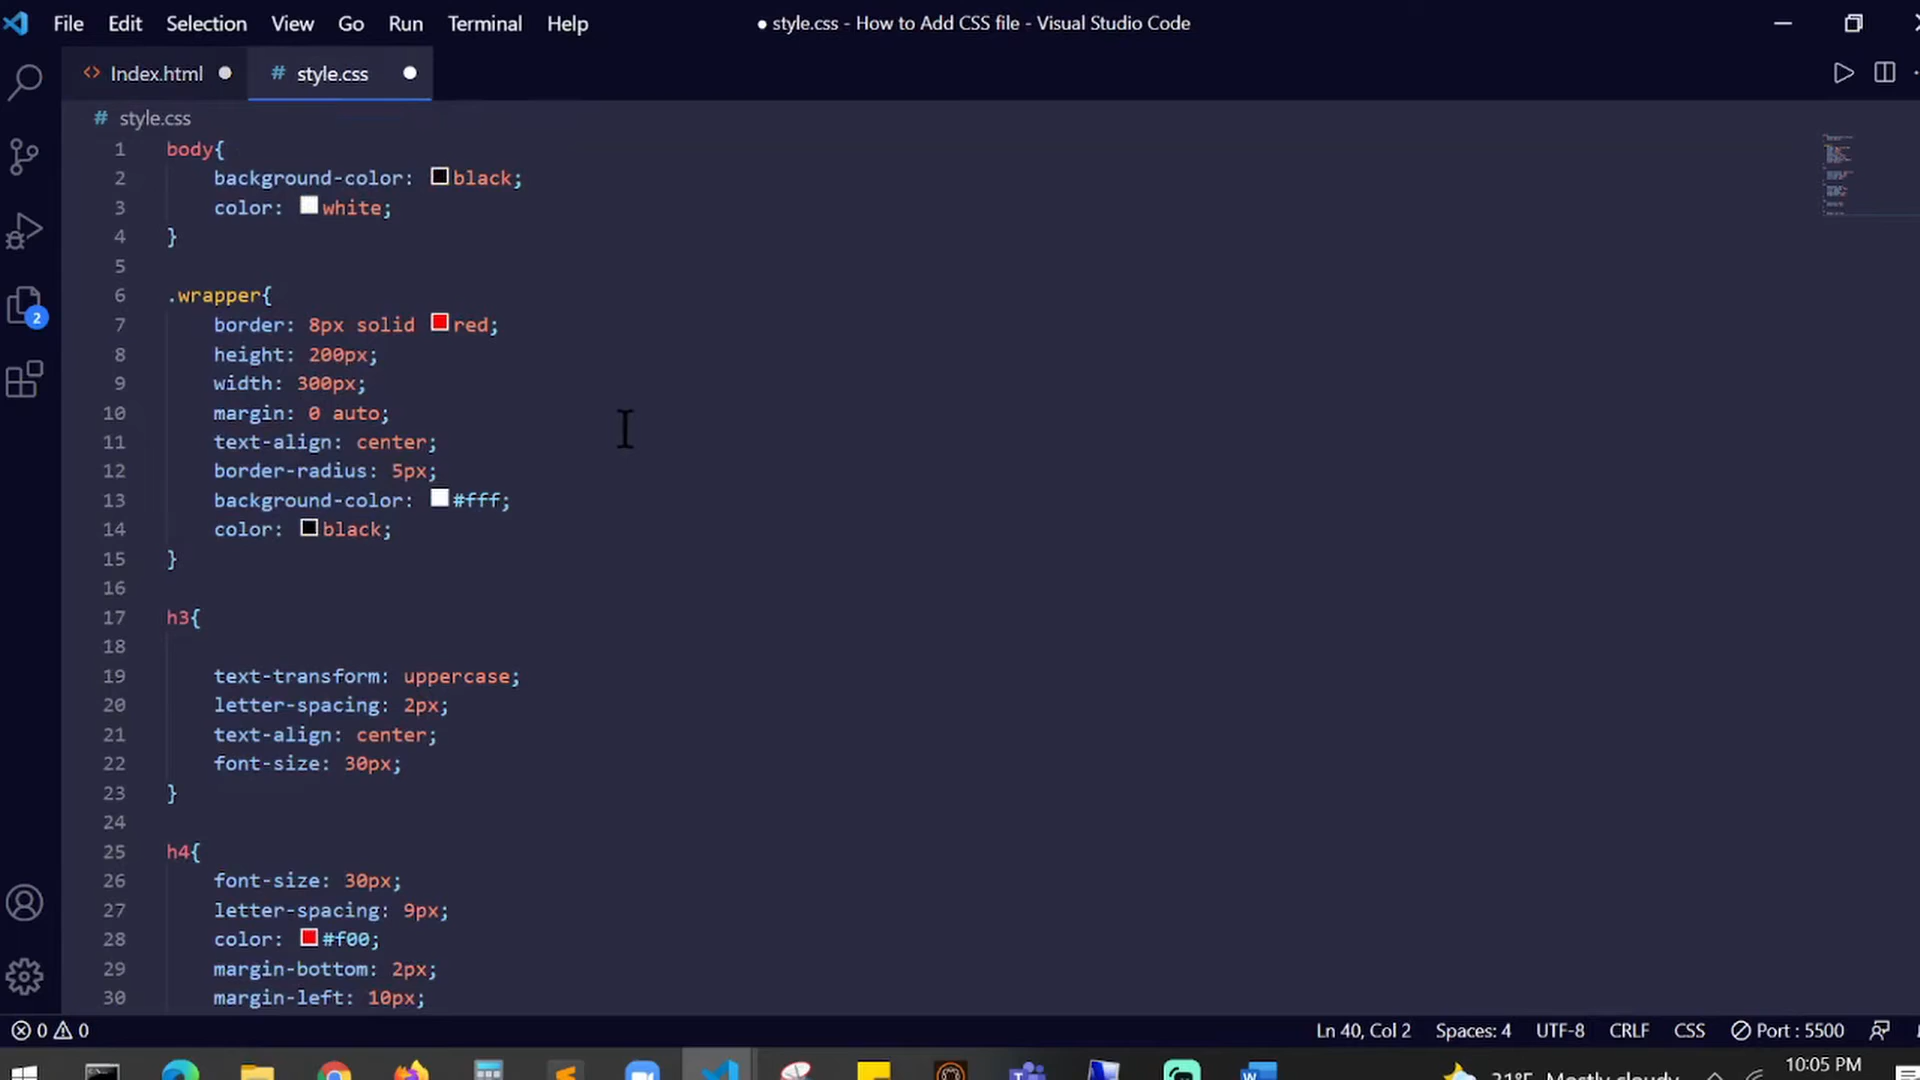 File Edit Selection View Go Run Terminal Help ● style.css - How to Add CSS file - Visual Studio Code
<> Index.html ● # style.css ●
# style.css
1 body{
2 background-color: black;
3 color: white;
4 }
5
6 .wrapper{
7 border: 8px solid red;
8 height: 200px;
9 width: 300px;
10 margin: 0 auto;
11 text-align: center;
12 border-radius: 5px;
13 background-color: #fff;
14 color: black;
15 }
16
17 h3{
18
19 text-transform: uppercase;
20 letter-spacing: 2px;
21 text-align: center;
22 font-size: 30px;
23 }
24
25 h4{
26 font-size: 30px;
27 letter-spacing: 9px;
28 color: #f00;
29 margin-bottom: 2px;
30 margin-left: 10px;
2
0 0 Ln 40, Col 2 Spaces: 4 UTF-8 CRLF CSS Port : 5500
31°F Mostly cloudy 10:05 PM